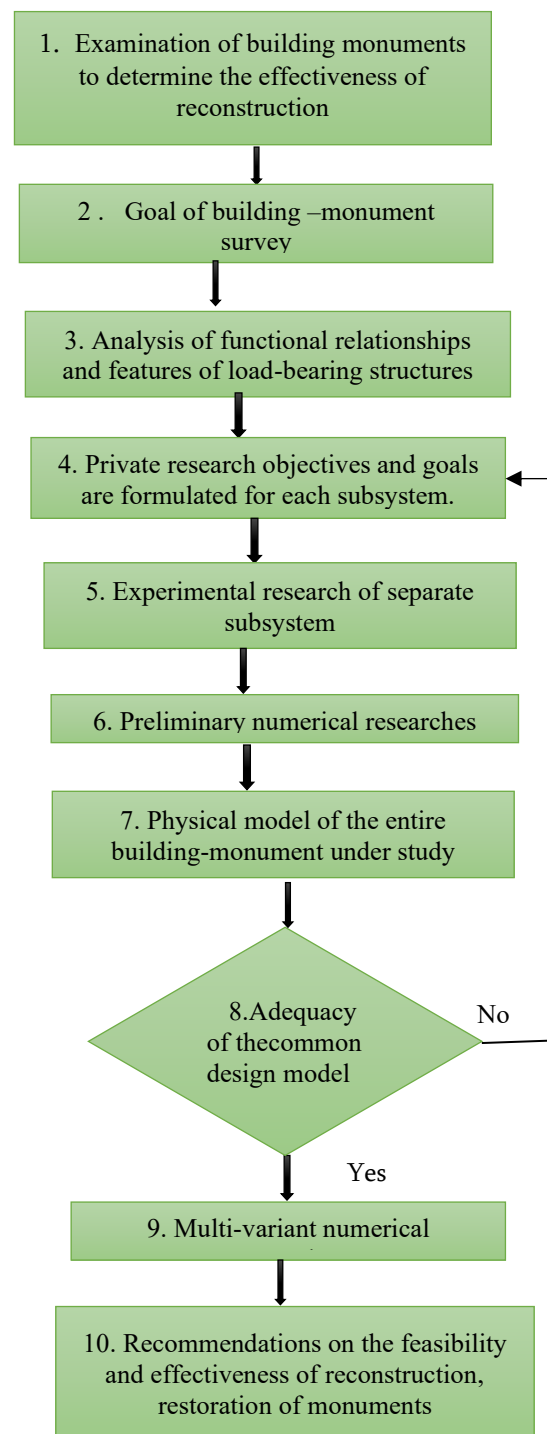 1. Examination of building monuments
to determine the effectiveness of
reconstruction
2 . Goal of building –monument
survey
3. Analysis of functional relationships
and features of load-bearing structures
4. Private research objectives and goals
are formulated for each subsystem.
5. Experimental research of separate
subsystem
6. Preliminary numerical researches
7. Physical model of the entire
building-monument under study
8.Adequacy
of thecommon
design model
No
Yes
9. Multi-variant numerical
10. Recommendations on the feasibility
and effectiveness of reconstruction,
restoration of monuments